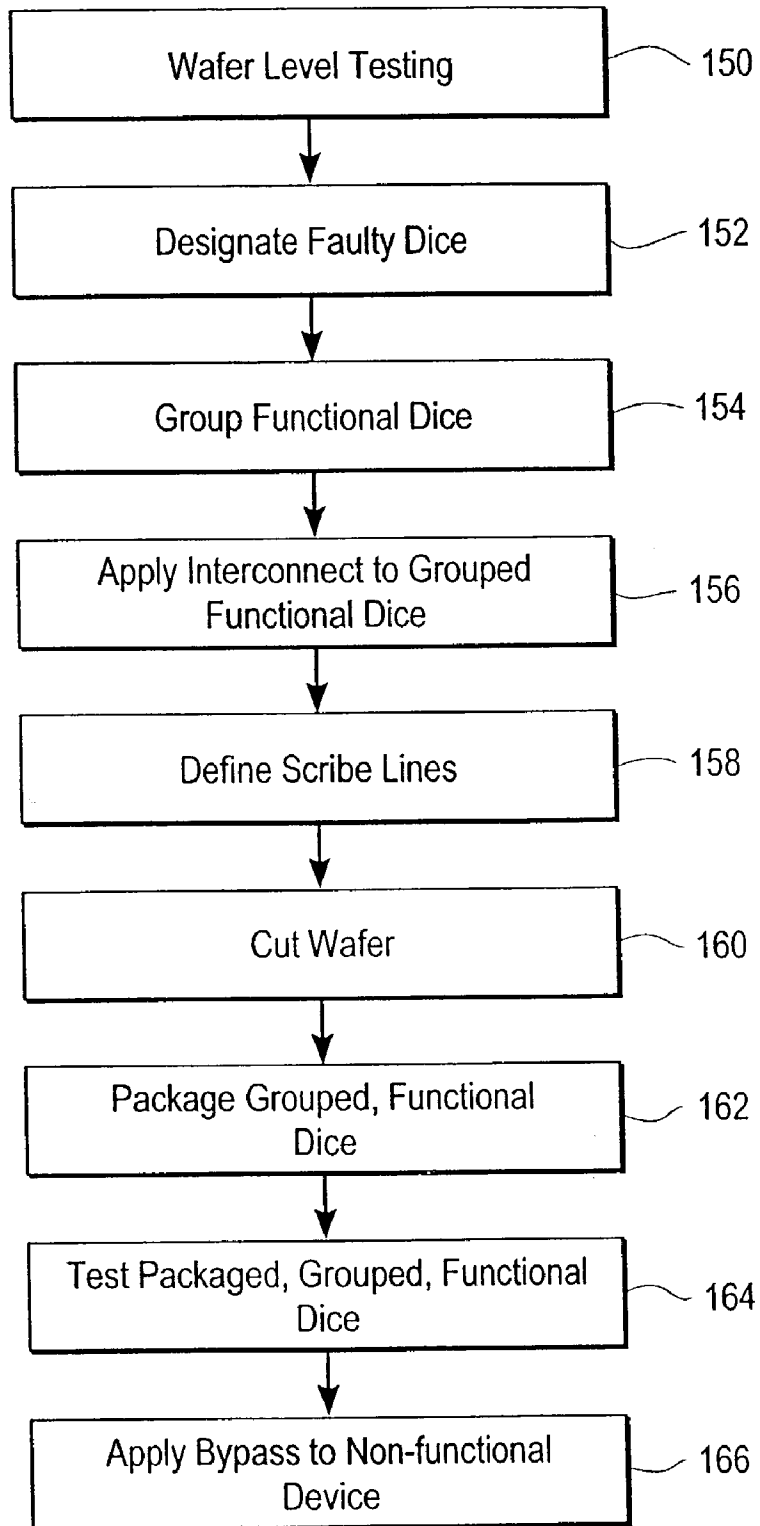 Wafer Level Testing
150
Designate Faulty Dice
152
Group Functional Dice
154
Apply Interconnect to Grouped
Functional Dice
156
Define Scribe Lines
158
Cut Wafer
160
Package Grouped, Functional
Dice
162
Test Packaged, Grouped, Functional
Dice
164
Apply Bypass to Non-functional
Device
166